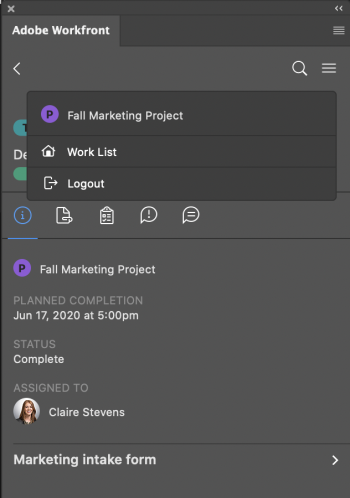 Adobe Workfront
P Fall Marketing Project
T
Work List
De
Logout
P Fall Marketing Project
PLANNED COMPLETION
Jun 17, 2020 at 5:00pm
STATUS
Complete
ASSIGNED TO
Claire Stevens
Marketing intake form